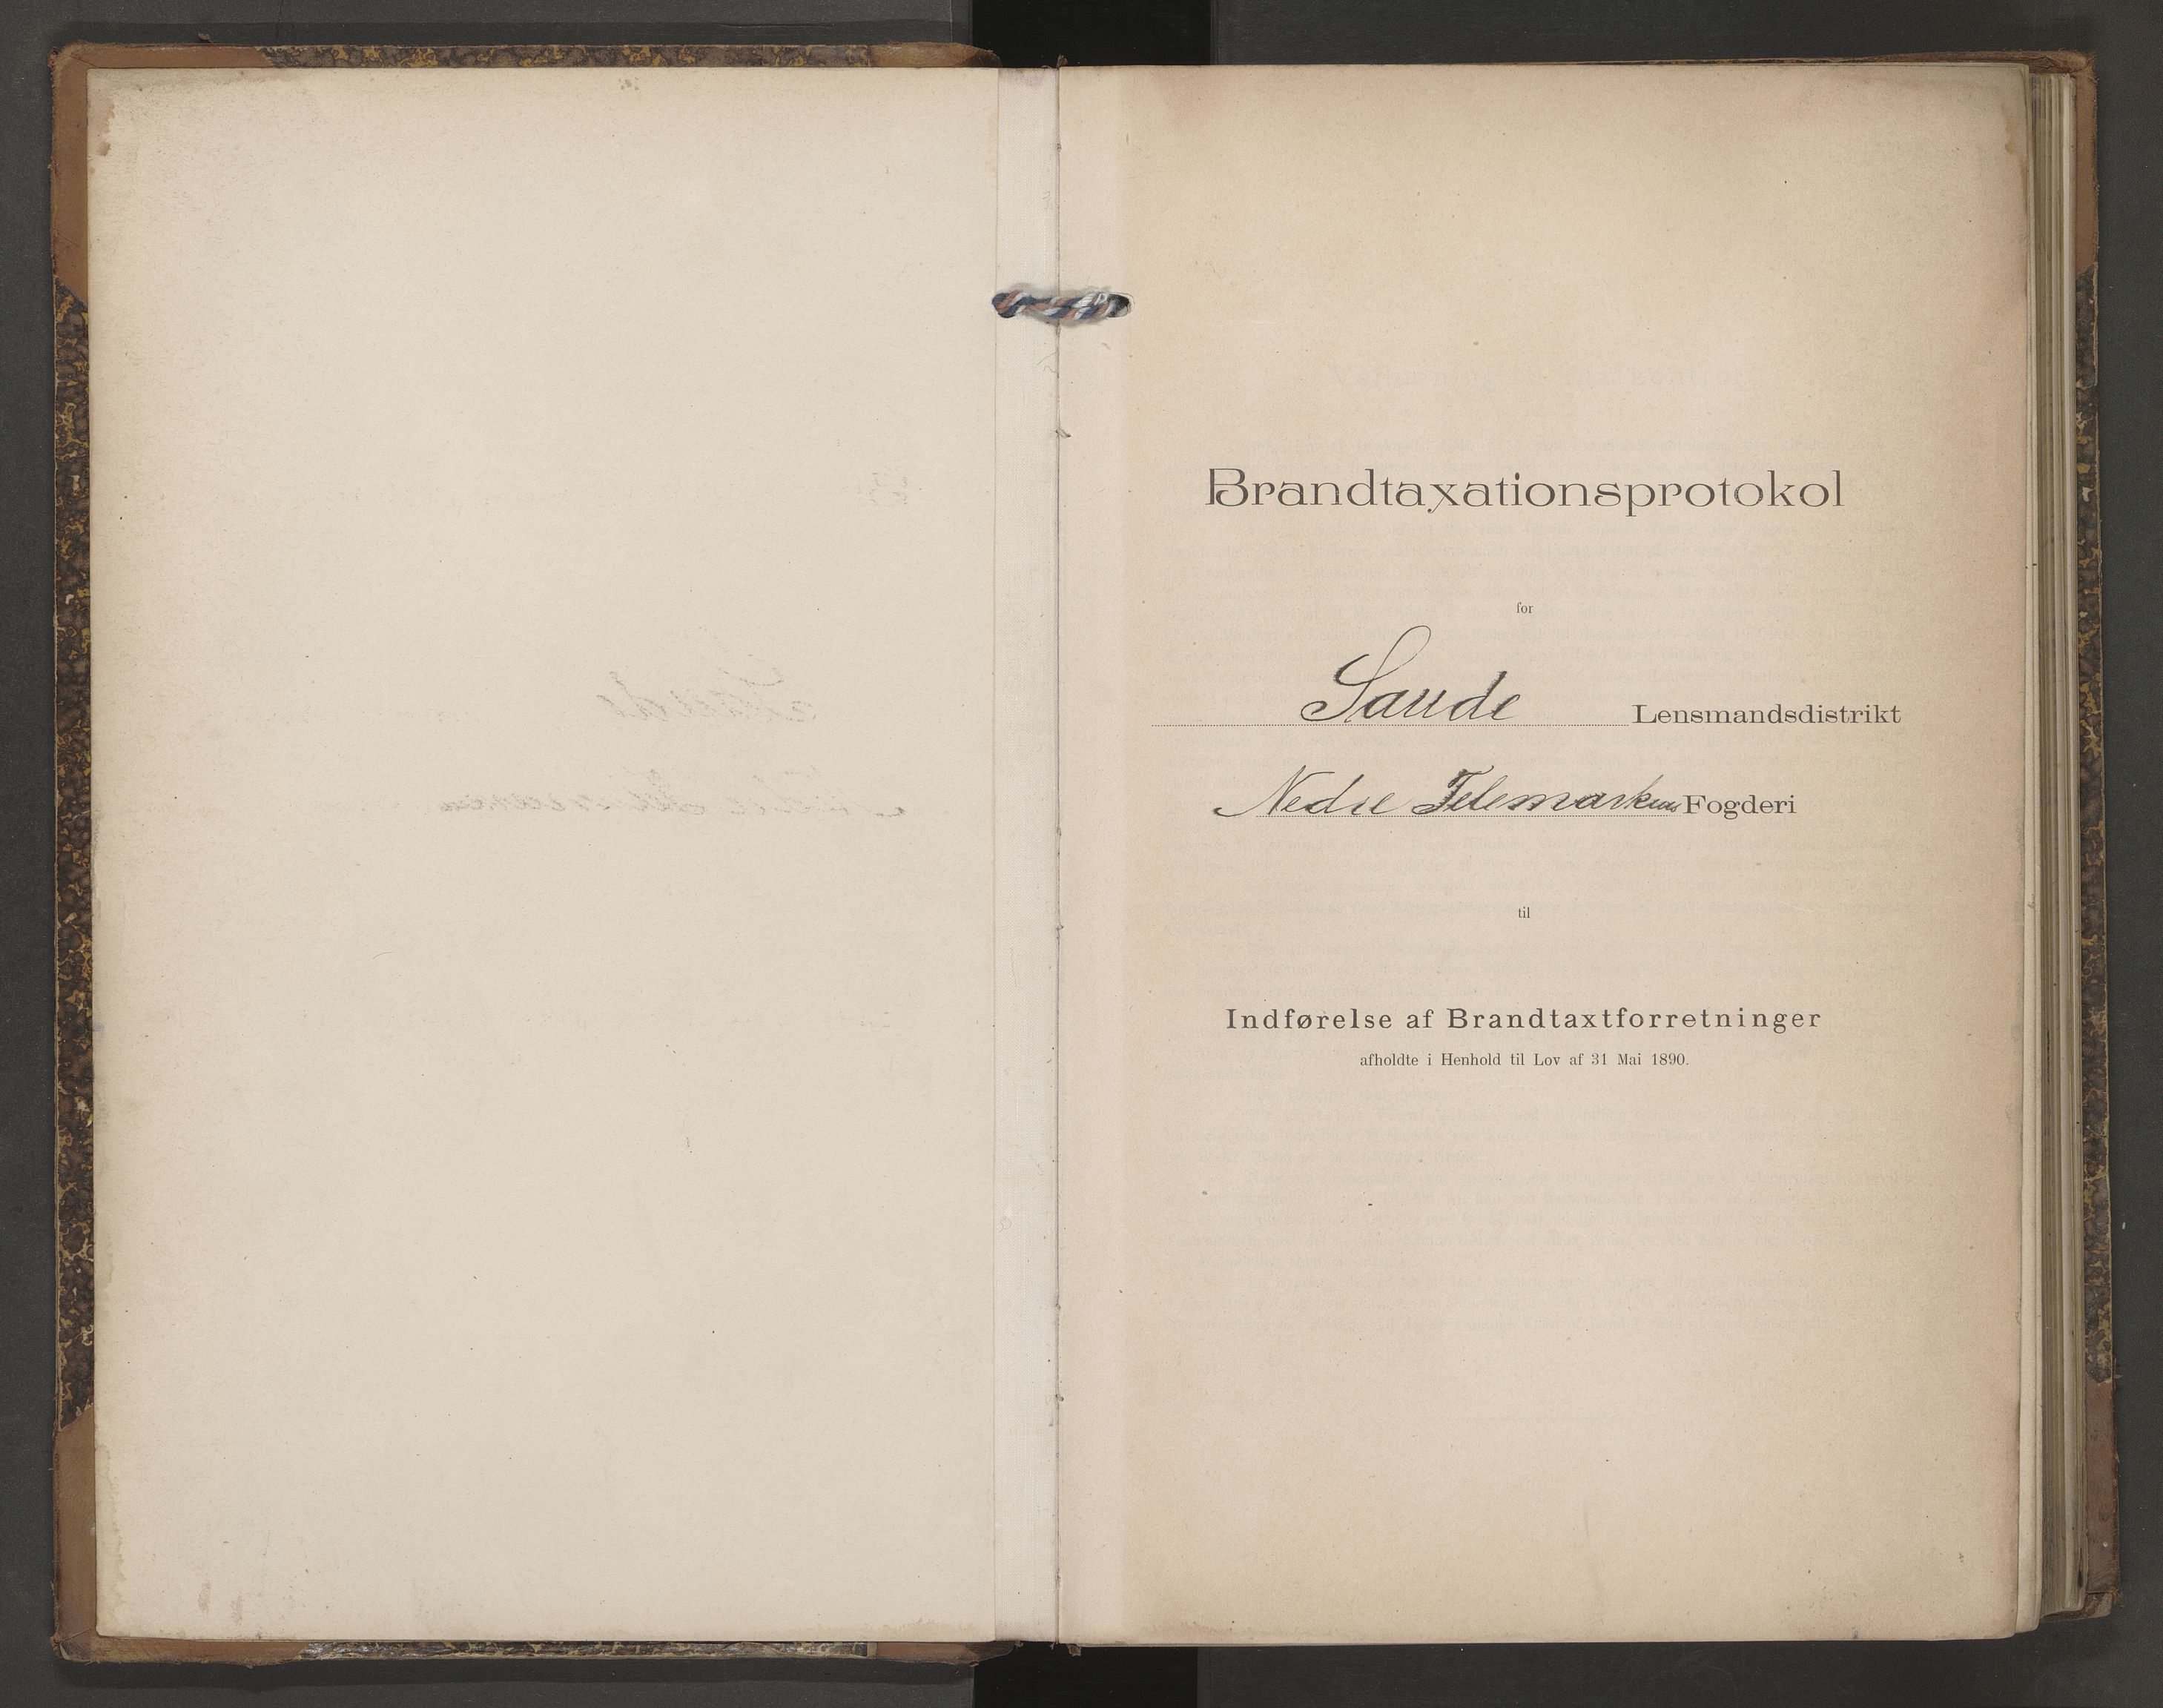 Brandtaxationsprotokol
for
Saude Lensmandsdistrikt
Nedre Telemarkens Fogderi
til
Indførelse af Brandtaxtforretninger
afholdte i Henhold til Lov af 31 Mai 1890.